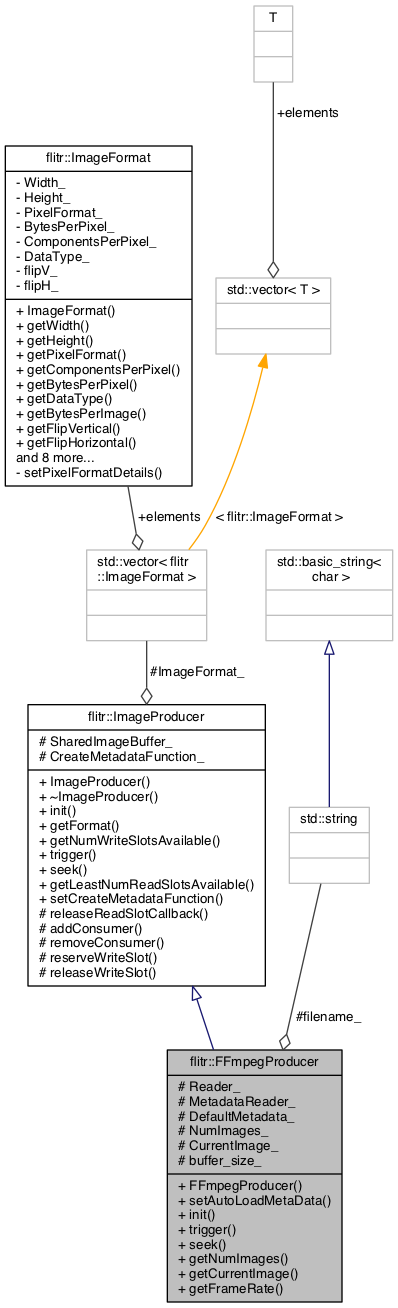 T
+elements
flitr::ImageFormat
- Width_
- Height_
- PixelFormat_
- BytesPerPixel_
- ComponentsPerPixel_
- DataType_
- flipV_
- flipH_
+ ImageFormat()
+ getWidth()
+ getHeight()
+ getPixelFormat()
+ getComponentsPerPixel()
+ getBytesPerPixel()
+ getDataType()
+ getBytesPerImage()
+ getFlipVertical()
+ getFlipHorizontal()
and 8 more...
- setPixelFormatDetails()
std::vector< T >
+elements
< flitr::ImageFormat >
std::vector< flitr
::ImageFormat >
std::basic_string<
char >
#ImageFormat_
flitr::ImageProducer
# SharedImageBuffer_
# CreateMetadataFunction_
+ ImageProducer()
+ ~ImageProducer()
+ init()
+ getFormat()
+ getNumWriteSlotsAvailable()
+ trigger()
+ seek()
+ getLeastNumReadSlotsAvailable()
+ setCreateMetadataFunction()
# releaseReadSlotCallback()
# addConsumer()
# removeConsumer()
# reserveWriteSlot()
# releaseWriteSlot()
std::string
#filename_
flitr::FFmpegProducer
# Reader_
# MetadataReader_
# DefaultMetadata_
# NumImages_
# CurrentImage_
# buffer_size_
+ FFmpegProducer()
+ setAutoLoadMetaData()
+ init()
+ trigger()
+ seek()
+ getNumImages()
+ getCurrentImage()
+ getFrameRate()